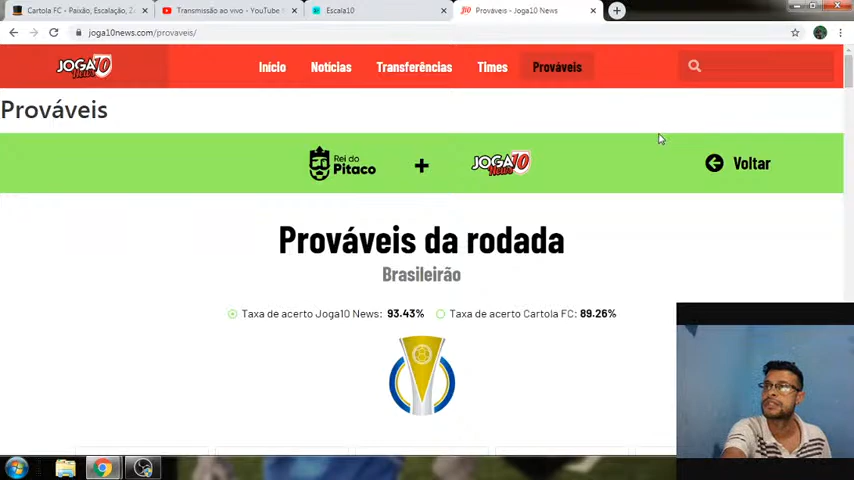 Cartola FC - Paixão, Escalação, Z
Transmissão ao vivo - YouTube
Escala10
Prováveis - Joga10 News
joga10news.com/provaveis/
JOGA10 News
Início
Notícias
Transferências
Times
Prováveis
Prováveis
Rei do Pitaco
+
JOGA10 News
Voltar
Prováveis da rodada
Brasileirão
Taxa de acerto Joga10 News: 93.43%
Taxa de acerto Cartola FC: 89.26%